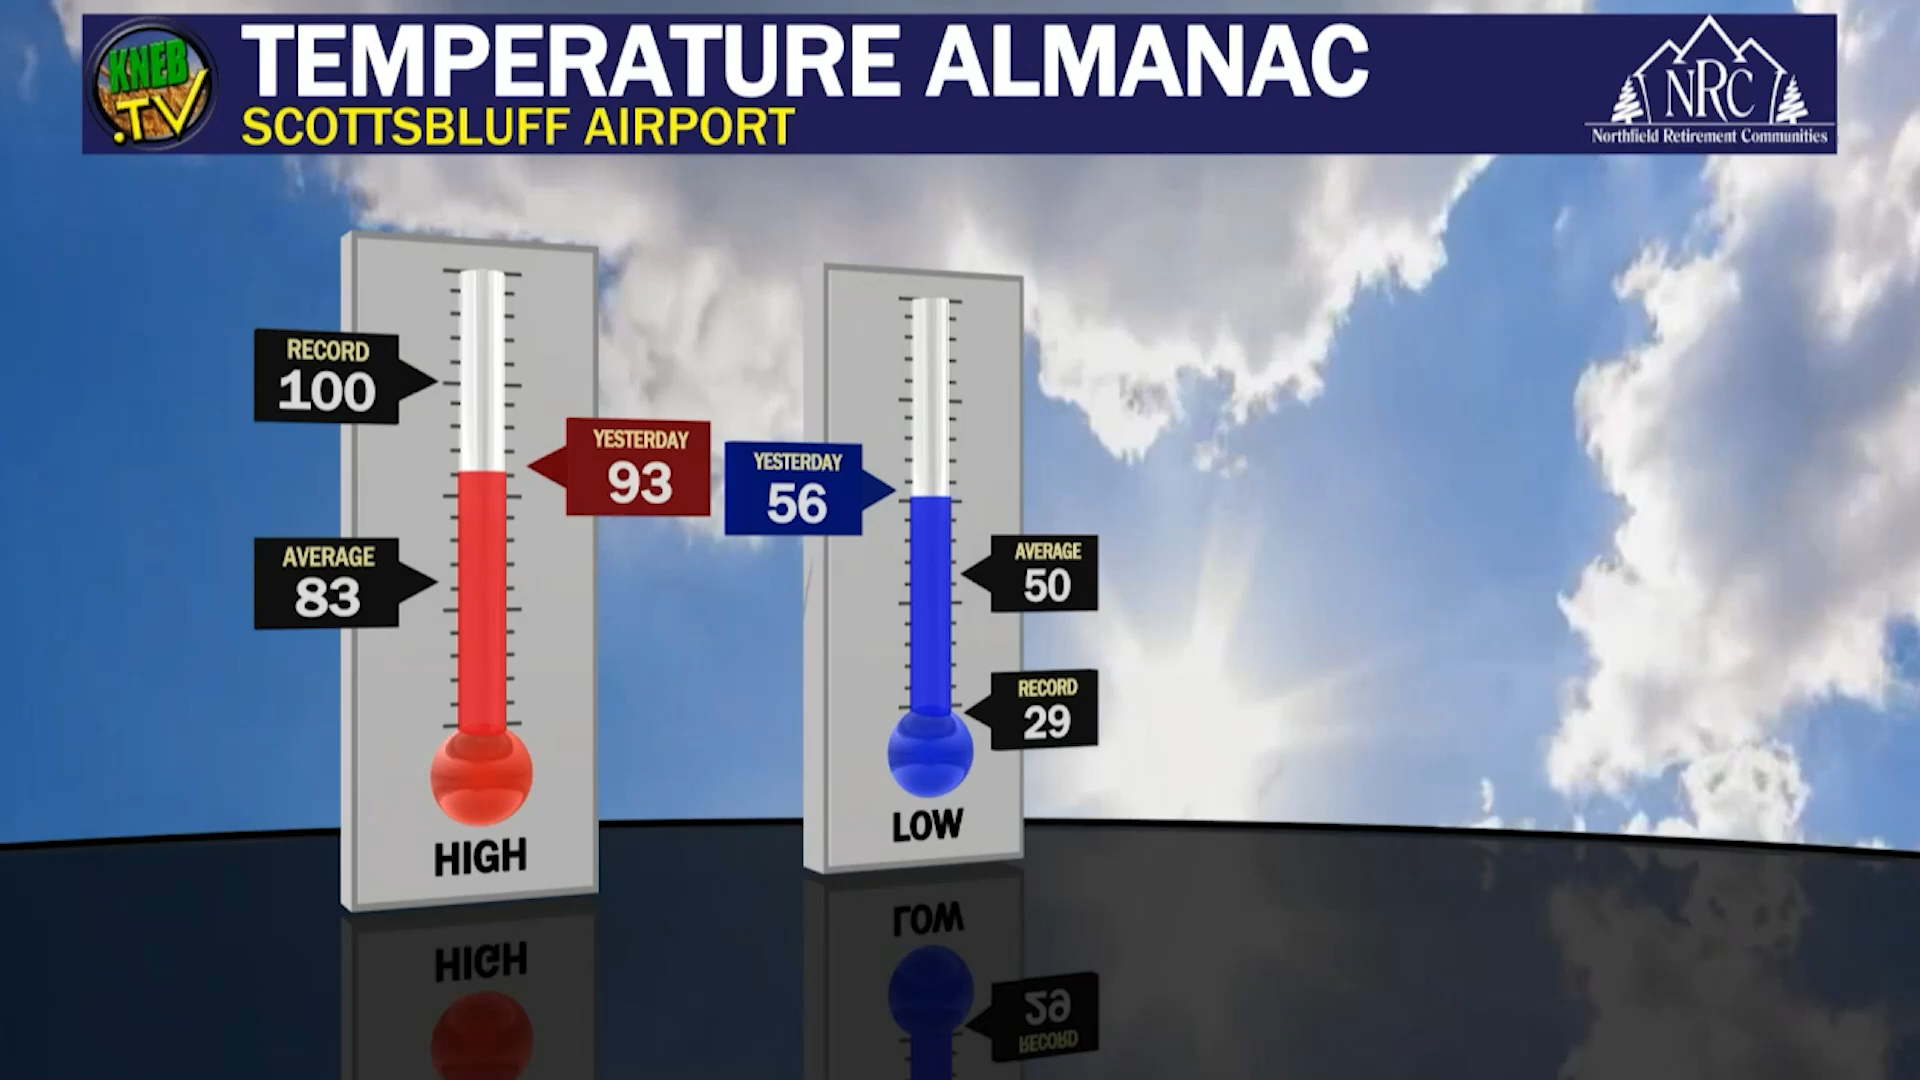 KNEB
.TV
TEMPERATURE ALMANAC
SCOTTSBLUFF AIRPORT
NRC
Northfield Retirement Communities
RECORD
100
YESTERDAY
93
AVERAGE
83
HIGH
YESTERDAY
56
AVERAGE
50
RECORD
29
LOW